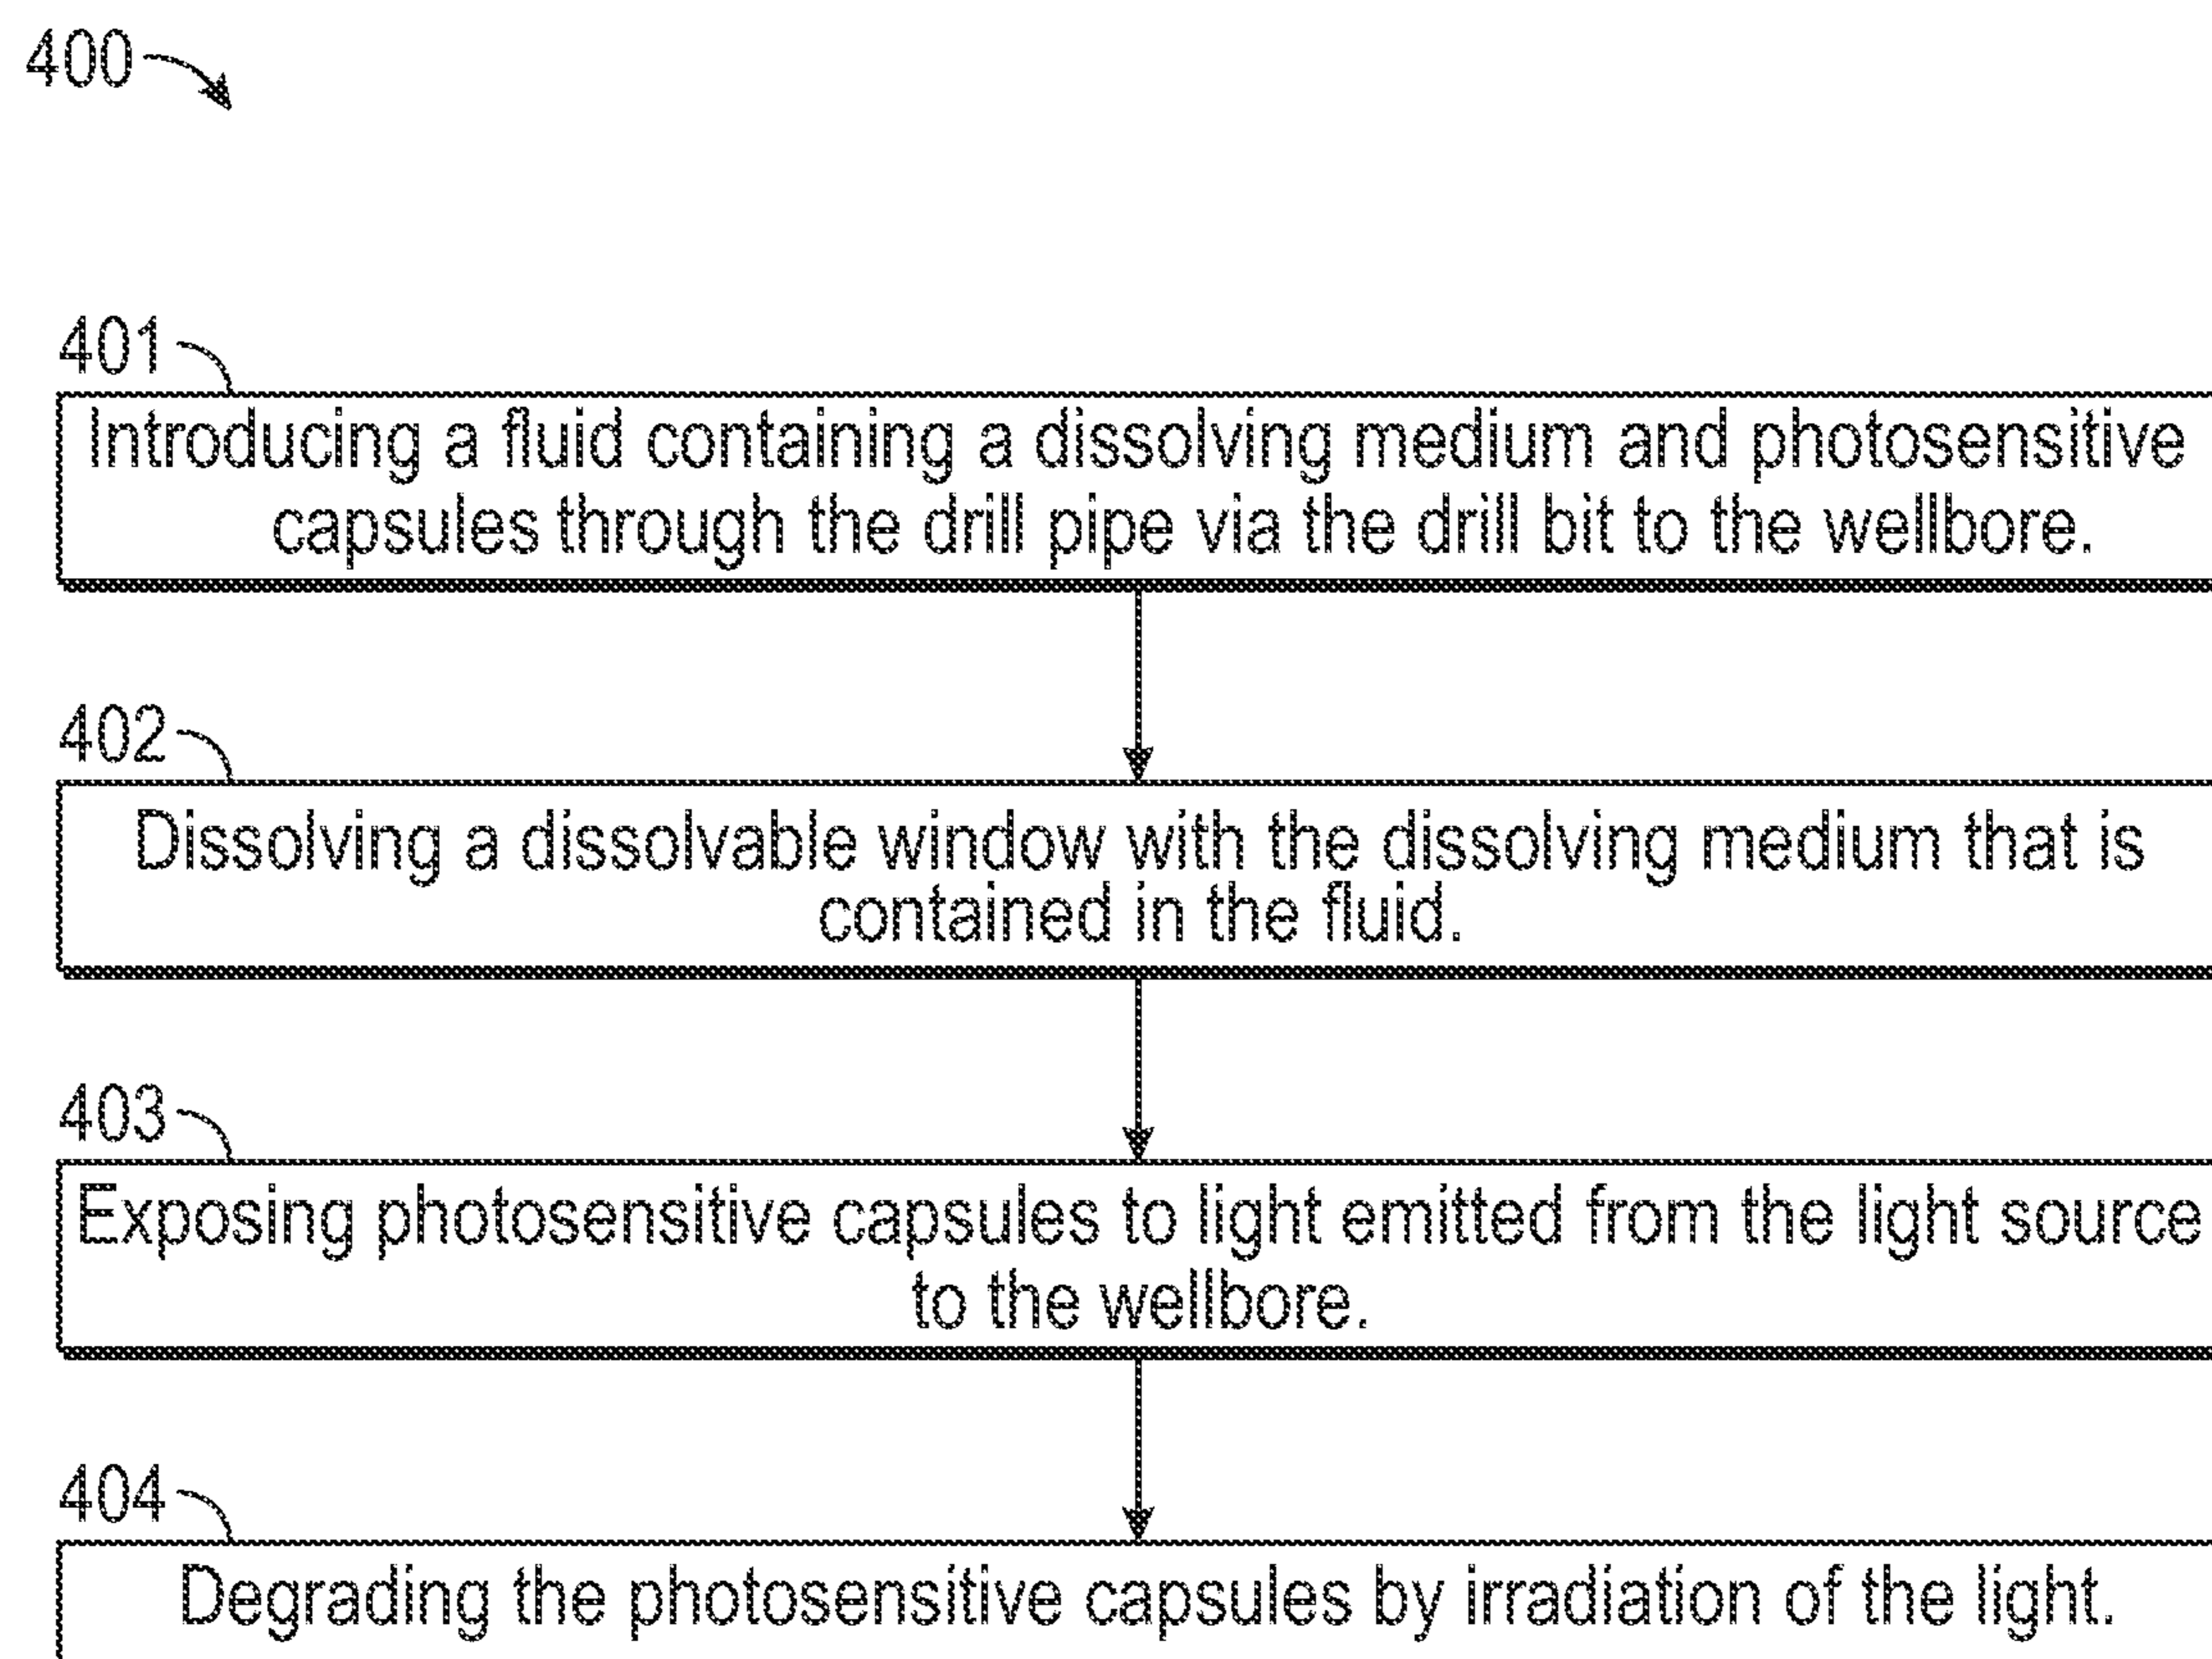 400
401
Introducing a fluid containing a dissolving medium and photosensitive
capsules through the drill pipe via the drill bit to the wellbore.
402
Dissolving a dissolvable window with the dissolving medium that is
contained in the fluid.
403
Exposing photosensitive capsules to light emitted from the light source
to the wellbore.
404
Degrading the photosensitive capsules by irradiation of the light.